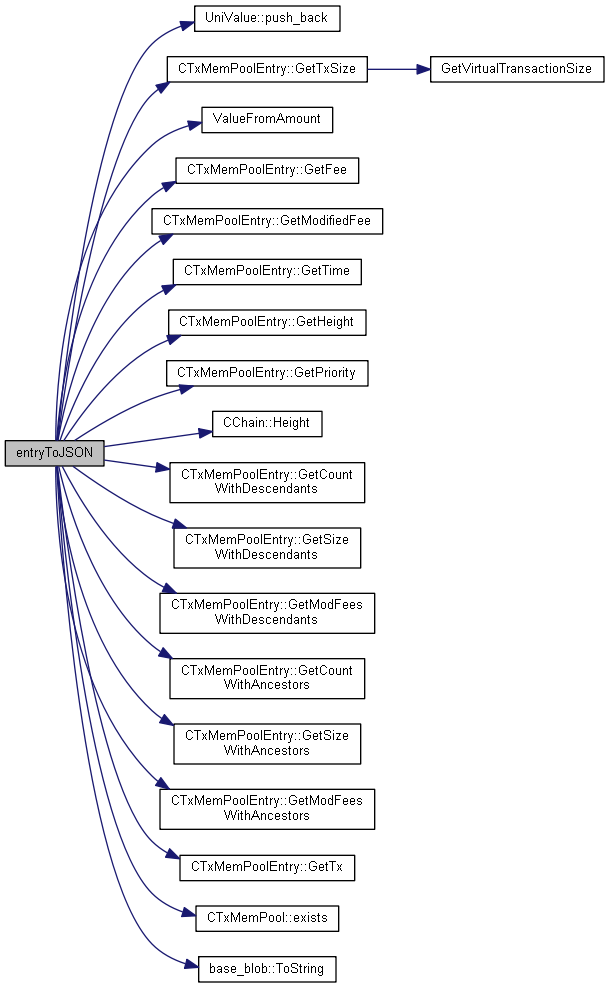 UniValue::push_back
CTxMemPoolEntry::GetTxSize
GetVirtualTransactionSize
ValueFromAmount
CTxMemPoolEntry::GetFee
CTxMemPoolEntry::GetModifiedFee
CTxMemPoolEntry::GetTime
CTxMemPoolEntry::GetHeight
CTxMemPoolEntry::GetPriority
CChain::Height
entryToJSON
CTxMemPoolEntry::GetCount
WithDescendants
CTxMemPoolEntry::GetSize
WithDescendants
CTxMemPoolEntry::GetModFees
WithDescendants
CTxMemPoolEntry::GetCount
WithAncestors
CTxMemPoolEntry::GetSize
WithAncestors
CTxMemPoolEntry::GetModFees
WithAncestors
CTxMemPoolEntry::GetTx
CTxMemPool::exists
base_blob::ToString